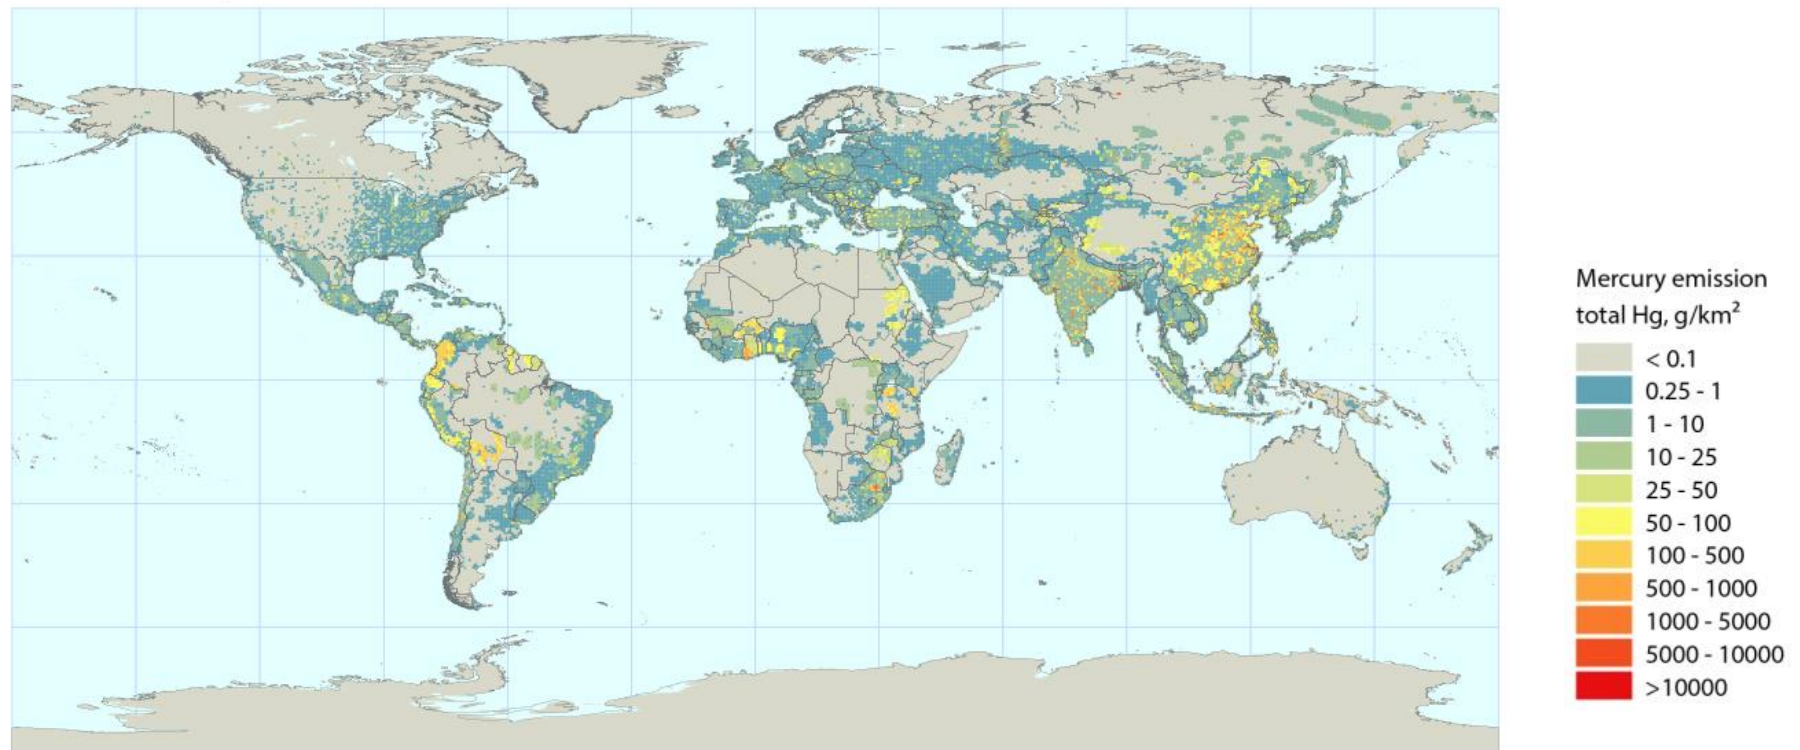 Mercury emission
total Hg, g/km²
< 0.1
0.25 - 1
1 - 10
10 - 25
25 - 50
50 - 100
100 - 500
500 - 1000
1000 - 5000
5000 - 10000
>10000